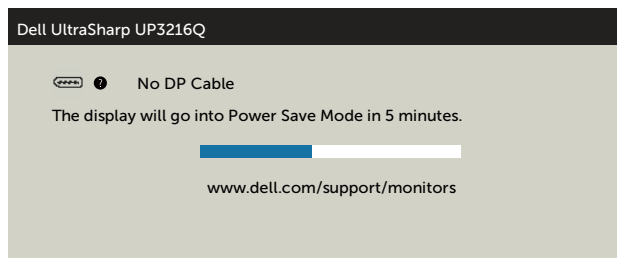 Dell UltraSharp UP3216Q
? No DP Cable
The display will go into Power Save Mode in 5 minutes.
www.dell.com/support/monitors